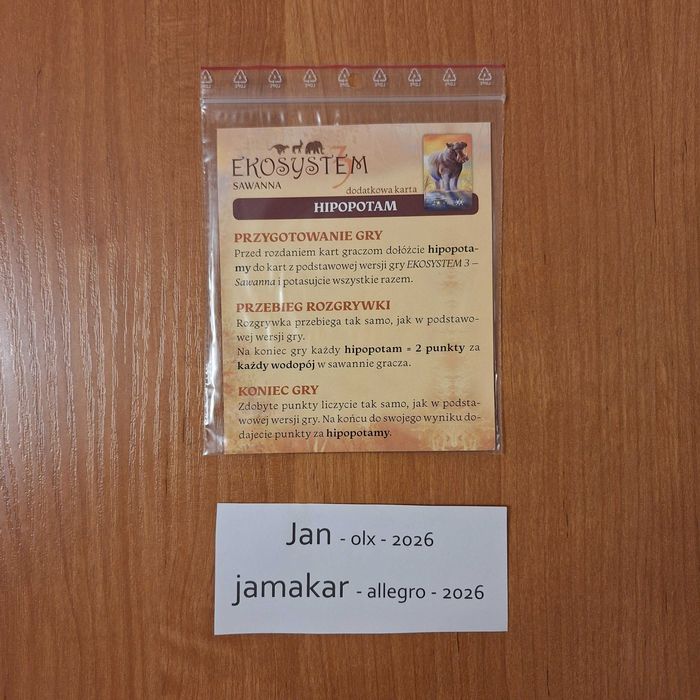 EKOSYSTEM 3
SAWANNA
dodatkowa karta
HIPOPOTAM
PRZYGOTOWANIE GRY
Przed rozdaniem kart graczom dołóżcie hipopota-
my do kart z podstawowej wersji gry EKOSYSTEM 3 –
Sawanna i potasujcie wszystkie razem.
PRZEBIEG ROZGRYWKI
Rozgrywka przebiega tak samo, jak w podstawo-
wej wersji gry.
Na koniec gry każdy hipopotam = 2 punkty za
każdy wodopój w sawannie gracza.
KONIEC GRY
Zdobyte punkty liczycie tak samo, jak w podsta-
wowej wersji gry. Na końcu do swojego wyniku do-
dajecie punkty za hipopotamy.
Jan - olx - 2026
jamakar - allegro - 2026